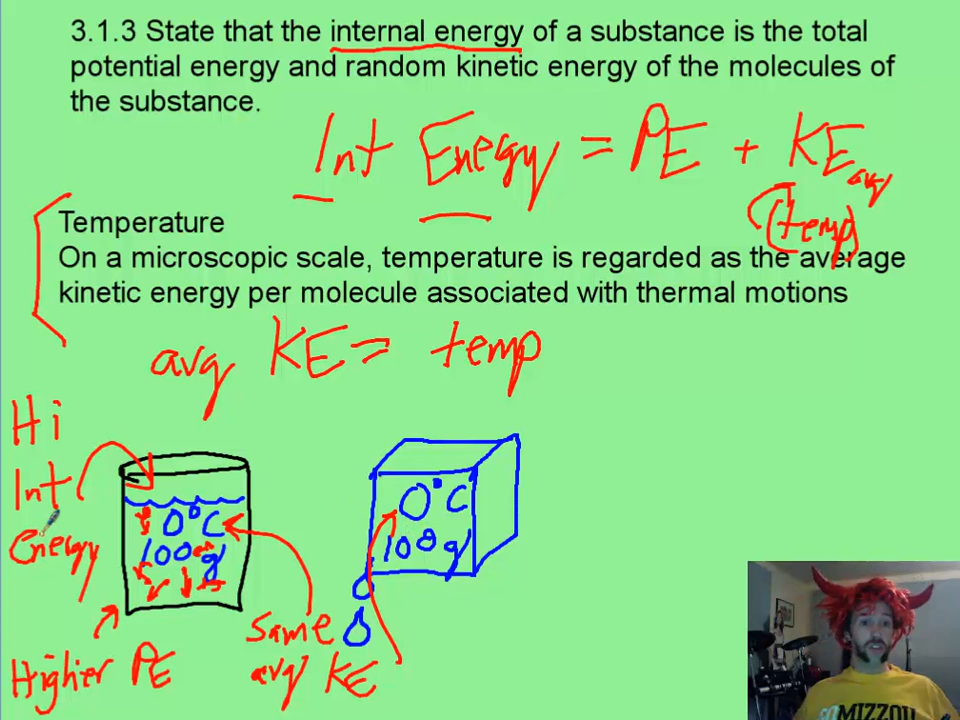 3.1.3 State that the internal energy of a substance is the total
potential energy and random kinetic energy of the molecules of
the substance.
Int Energy = PE + KE avg
(temp)
Temperature
On a microscopic scale, temperature is regarded as the average
kinetic energy per molecule associated with thermal motions
avg KE = temp
Hi
Int
Energy
0°C
100g
0°C
100g
Higher PE
same
avg KE
GO MIZZOU